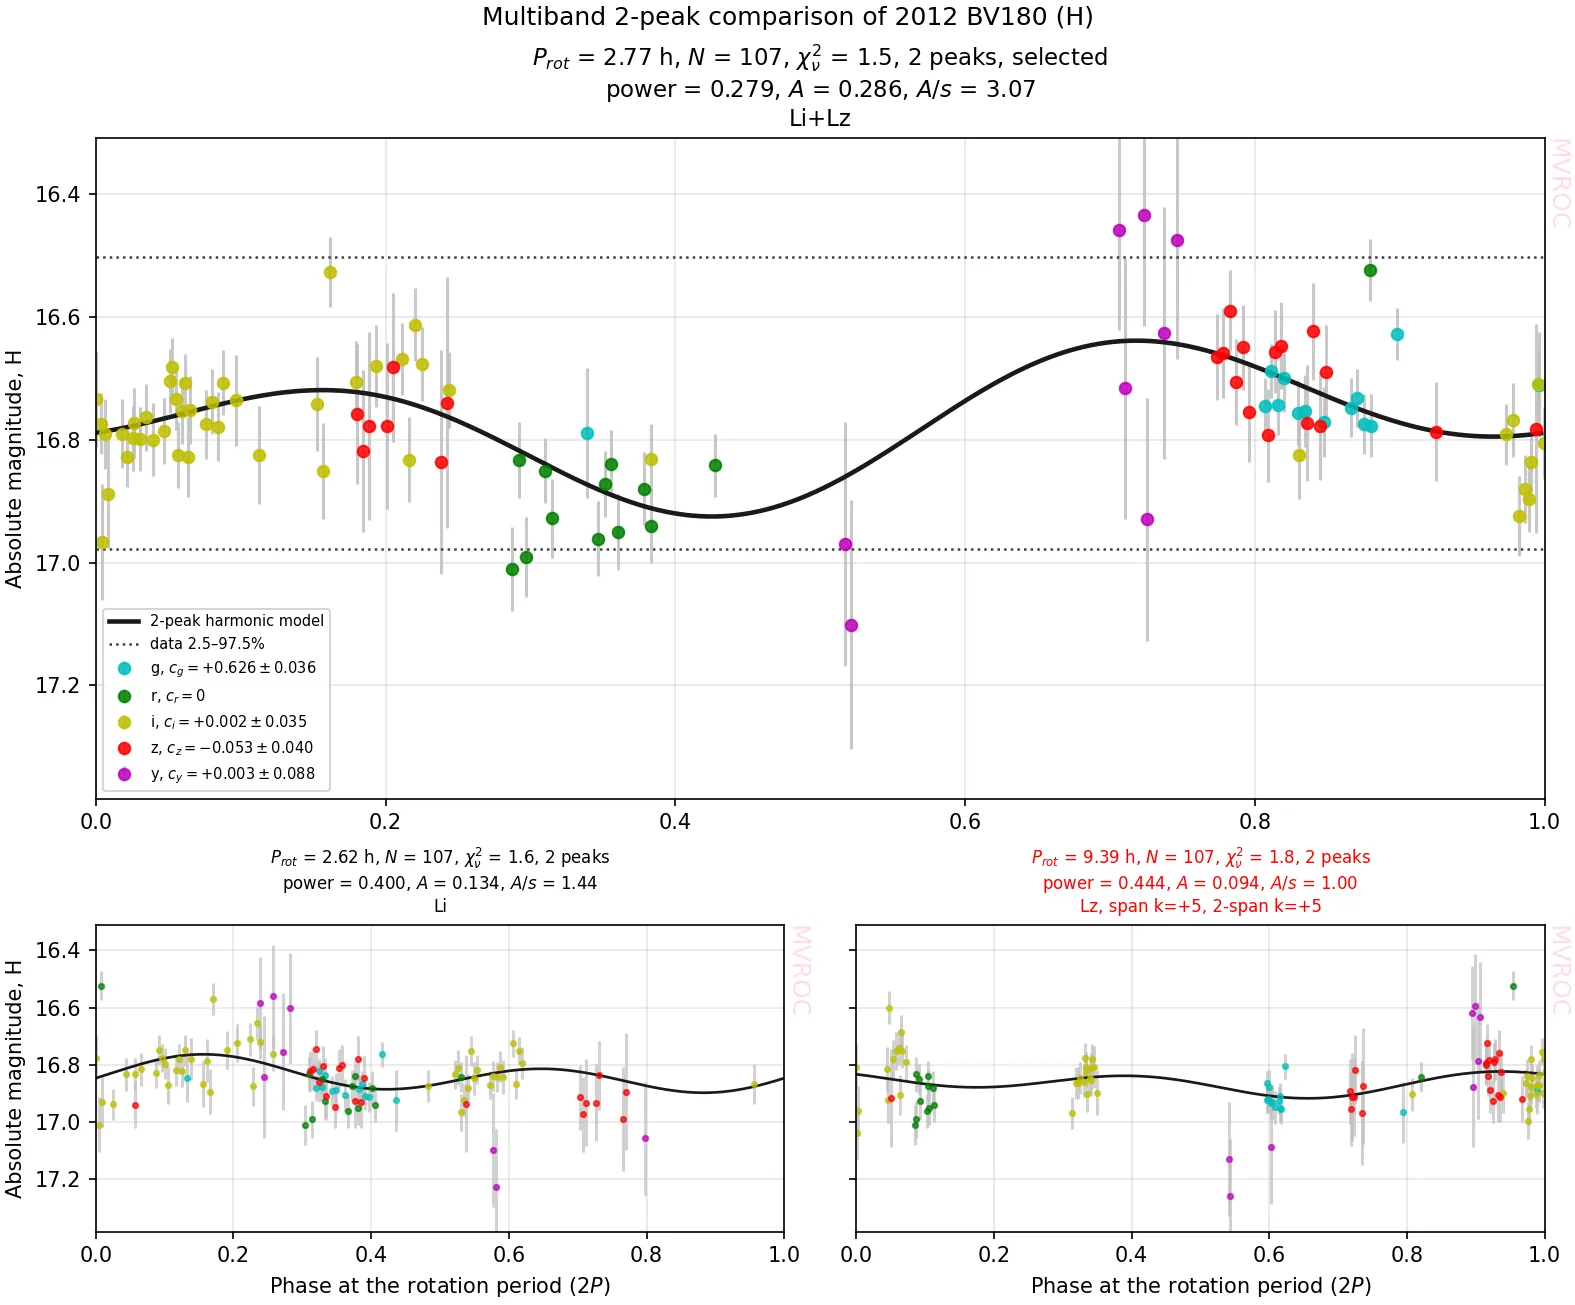 Multiband 2-peak comparison of 2012 BV180 (H)
P_rot = 2.77 h, N = 107, χ²_ν = 1.5, 2 peaks, selected
power = 0.279, A = 0.286, A/s = 3.07
Li+Lz
Absolute magnitude, H
16.4
16.6
16.8
17.0
17.2
2-peak harmonic model
data 2.5–97.5%
g, c_g = +0.626 ± 0.036
r, c_r = 0
i, c_i = +0.002 ± 0.035
z, c_z = −0.053 ± 0.040
y, c_y = +0.003 ± 0.088
0.0 0.2 0.4 0.6 0.8 1.0
MVROC
P_rot = 2.62 h, N = 107, χ²_ν = 1.6, 2 peaks
power = 0.400, A = 0.134, A/s = 1.44
Li
Absolute magnitude, H
16.4
16.6
16.8
17.0
17.2
0.0 0.2 0.4 0.6 0.8 1.0
Phase at the rotation period (2P)
MVROC
P_rot = 9.39 h, N = 107, χ²_ν = 1.8, 2 peaks
power = 0.444, A = 0.094, A/s = 1.00
Lz, span k=+5, 2-span k=+5
0.0 0.2 0.4 0.6 0.8 1.0
Phase at the rotation period (2P)
MVROC